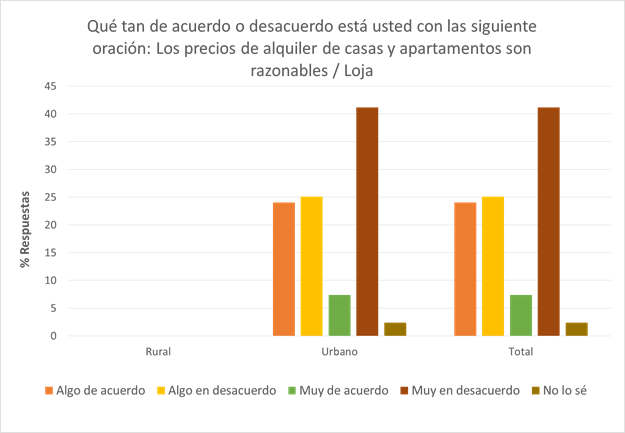 Qué tan de acuerdo o desacuerdo está usted con las siguiente
oración: Los precios de alquiler de casas y apartamentos son
razonables / Loja
45
40
35
30
25
20
15
10
5
0
% Respuestas
Rural Urbano Total
Algo de acuerdo Algo en desacuerdo Muy de acuerdo Muy en desacuerdo No lo sé